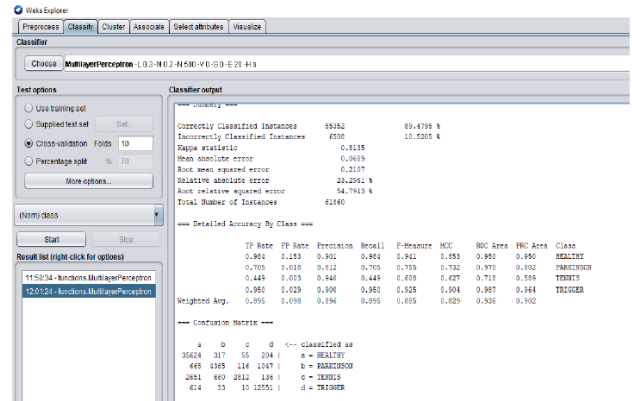 Weka Explorer
Preprocess Classify Cluster Associate Select attributes Visualize
Classifier
Choose MultilayerPerceptron -L 0.3 -M 0.2 -N 500 -V 0 -S 0 -E 20 -H a
Test options
Use training set
Supplied test set Set...
Cross-validation Folds 10
Percentage split % 70
More options...
(Nom) class
Start Stop
Result list (right-click for options)
11:50:34 - functions.MultilayerPerceptron
12:01:24 - functions.MultilayerPerceptron
Classifier output
=== Summary ===
Correctly Classified Instances 55352 89.4795 %
Incorrectly Classified Instances 6508 10.5205 %
Kappa statistic 0.8135
Mean absolute error 0.0689
Root mean squared error 0.2107
Relative absolute error 23.2981 %
Root relative squared error 54.7913 %
Total Number of Instances 61860
=== Detailed Accuracy By Class ===
TP Rate FP Rate Precision Recall F-Measure MCC ROC Area PRC Area Class
0.984 0.153 0.901 0.984 0.941 0.853 0.950 0.950 HEALTHY
0.705 0.018 0.812 0.705 0.755 0.732 0.970 0.802 PARKINSON
0.449 0.003 0.940 0.449 0.608 0.627 0.718 0.589 TENNIS
0.950 0.029 0.900 0.950 0.925 0.904 0.987 0.964 TRIGGER
Weighted Avg. 0.895 0.098 0.896 0.895 0.885 0.829 0.936 0.902
=== Confusion Matrix ===
a b c d <-- classified as
35624 317 55 204 | a = HEALTHY
665 4365 116 1047 | b = PARKINSON
2651 660 2812 136 | c = TENNIS
614 33 10 12551 | d = TRIGGER